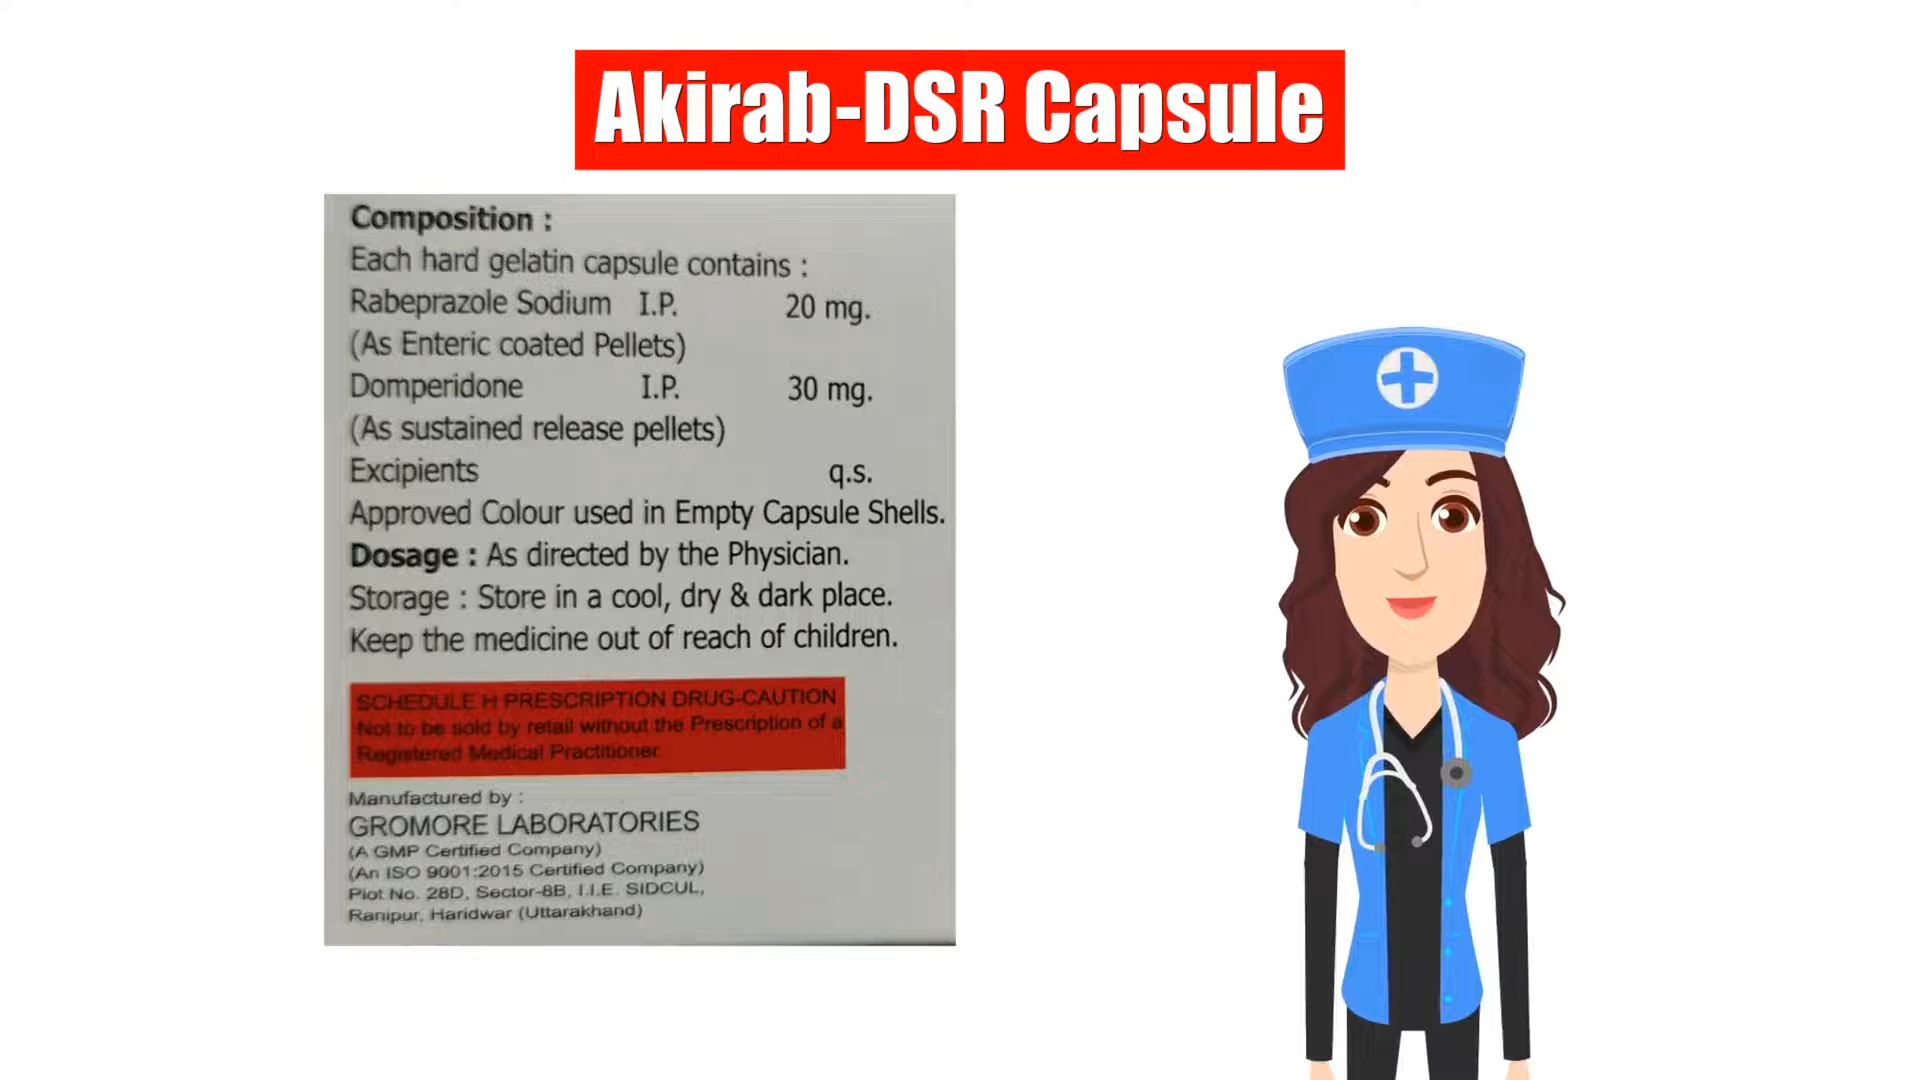 Akirab-DSR Capsule
Composition :
Each hard gelatin capsule contains :
Rabeprazole Sodium I.P. 20 mg.
(As Enteric coated Pellets)
Domperidone I.P. 30 mg.
(As sustained release pellets)
Excipients q.s.
Approved Colour used in Empty Capsule Shells.
Dosage : As directed by the Physician.
Storage : Store in a cool, dry & dark place.
Keep the medicine out of reach of children.
SCHEDULE H PRESCRIPTION DRUG-CAUTION
Not to be sold by retail without the Prescription of a
Registered Medical Practitioner.
Manufactured by :
GROMORE LABORATORIES
(A GMP Certified Company)
(An ISO 9001:2015 Certified Company)
Plot No. 28D, Sector-8B, I.I.E. SIDCUL,
Ranipur, Haridwar (Uttarakhand)